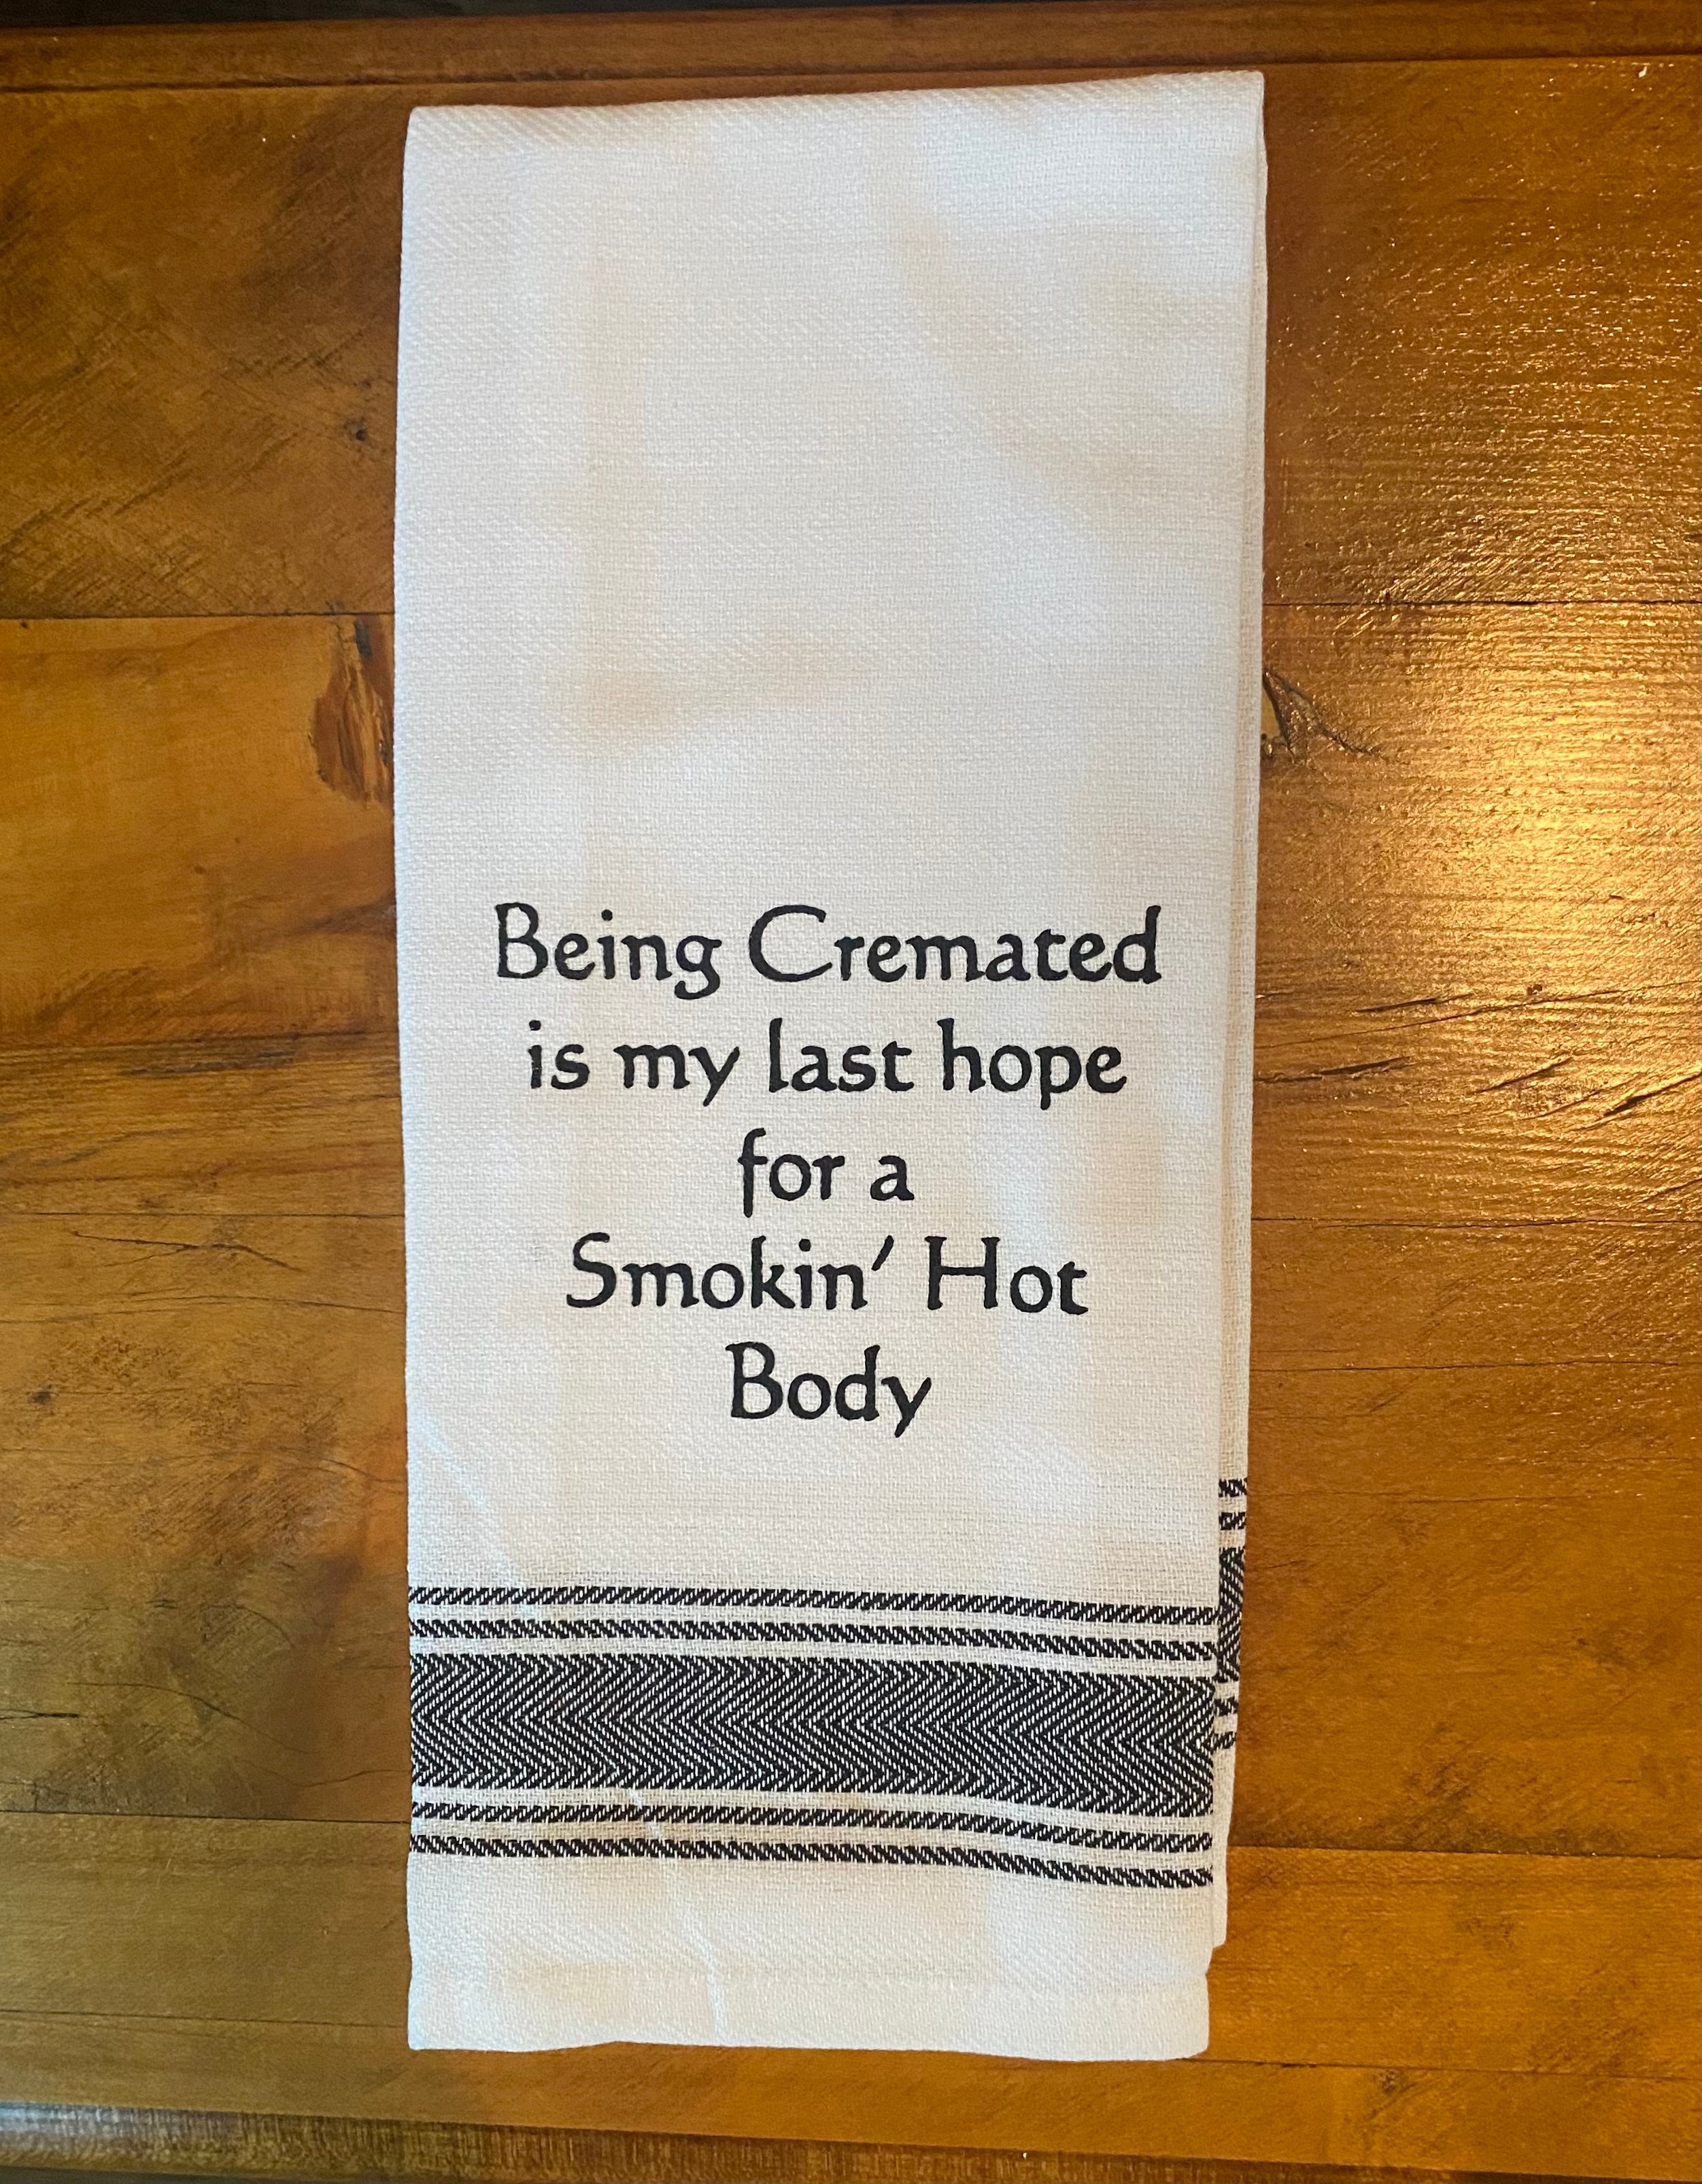 Being Cremated
is my last hope
for a
Smokin' Hot
Body